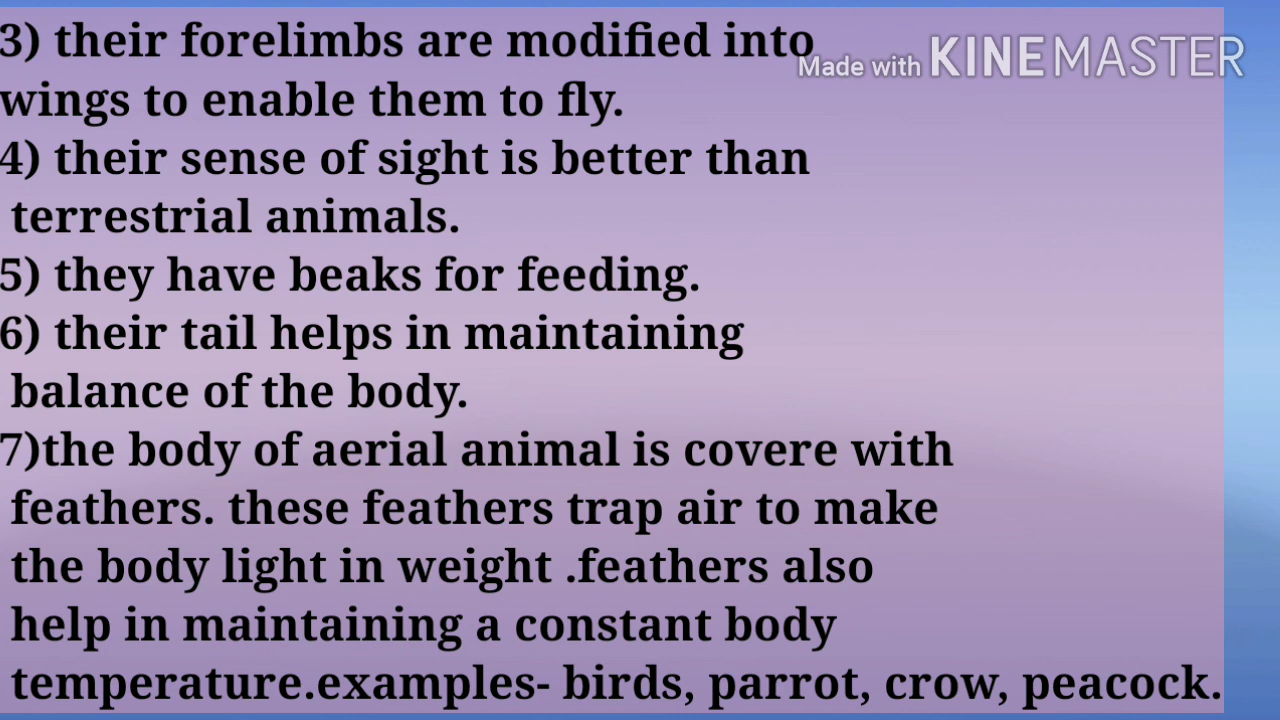 3) their forelimbs are modified into
Made with KINEMASTER
wings to enable them to fly.
4) their sense of sight is better than
terrestrial animals.
5) they have beaks for feeding.
6) their tail helps in maintaining
balance of the body.
7)the body of aerial animal is covere with
feathers. these feathers trap air to make
the body light in weight .feathers also
help in maintaining a constant body
temperature.examples- birds, parrot, crow, peacock.